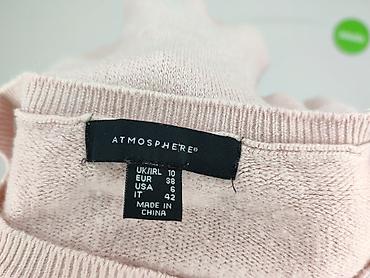 ATMOSPHERE®
UK/IRL 10
EUR 38
USA 6
IT 42
MADE IN
CHINA